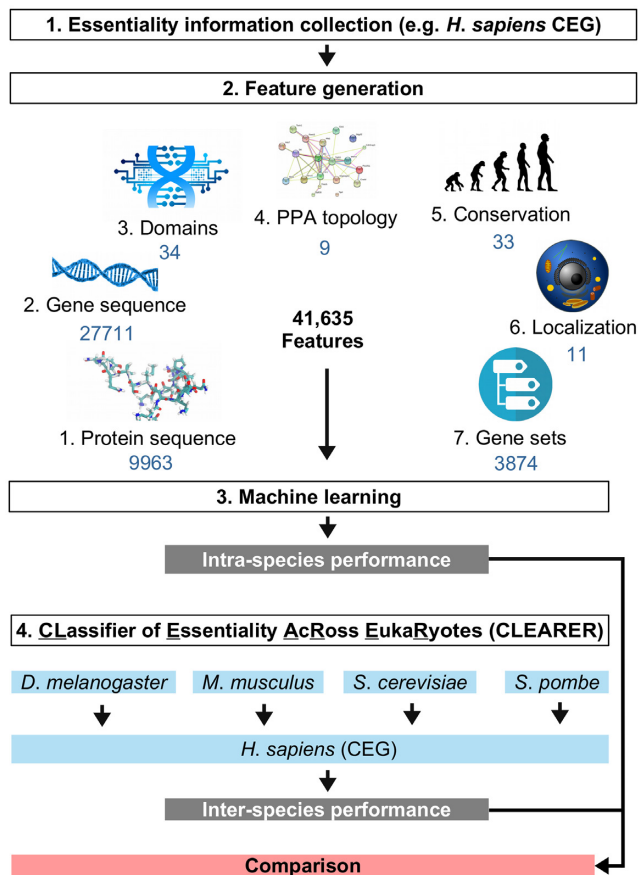 1. Essentiality information collection (e.g. H. sapiens CEG)
2. Feature generation
3. Domains
34
4. PPA topology
9
5. Conservation
33
2. Gene sequence
27711
41,635
Features
6. Localization
11
1. Protein sequence
9963
7. Gene sets
3874
3. Machine learning
Intra-species performance
4. CLassifier of Essentiality AcRoss EukaRyotes (CLEARER)
D. melanogaster
M. musculus
S. cerevisiae
S. pombe
H. sapiens (CEG)
Inter-species performance
Comparison